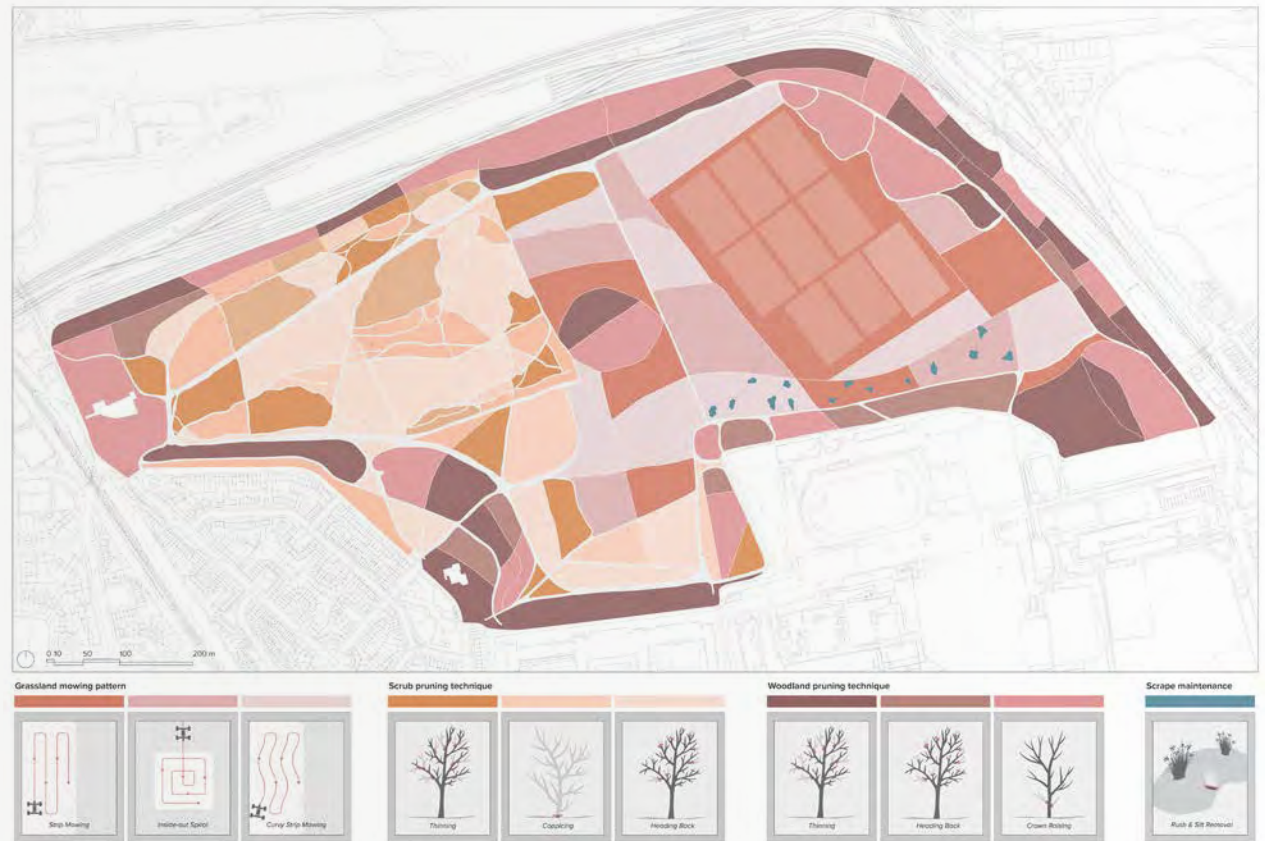 0 10 50 100 200 m
Grassland mowing pattern
Scrub pruning technique
Woodland pruning technique
Scrape maintenance
Strip Mowing
Inside-out Spiral
Curvy Strip Mowing
Thinning
Coppicing
Heading Back
Thinning
Heading Back
Crown Raising
Rush & Silt Removal